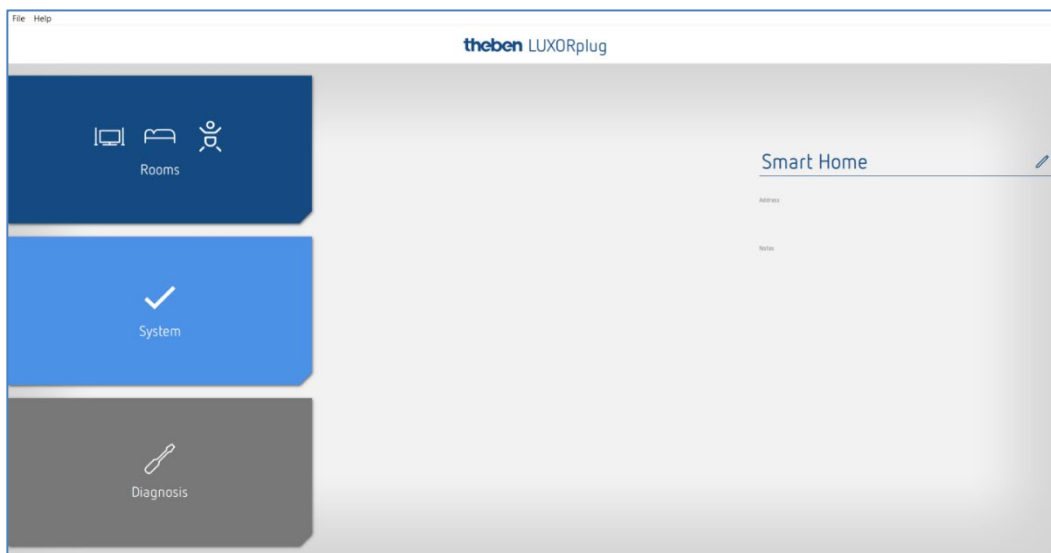 File Help
theben LUXORplug
Rooms
Smart Home
Address
Notes
System
Diagnosis